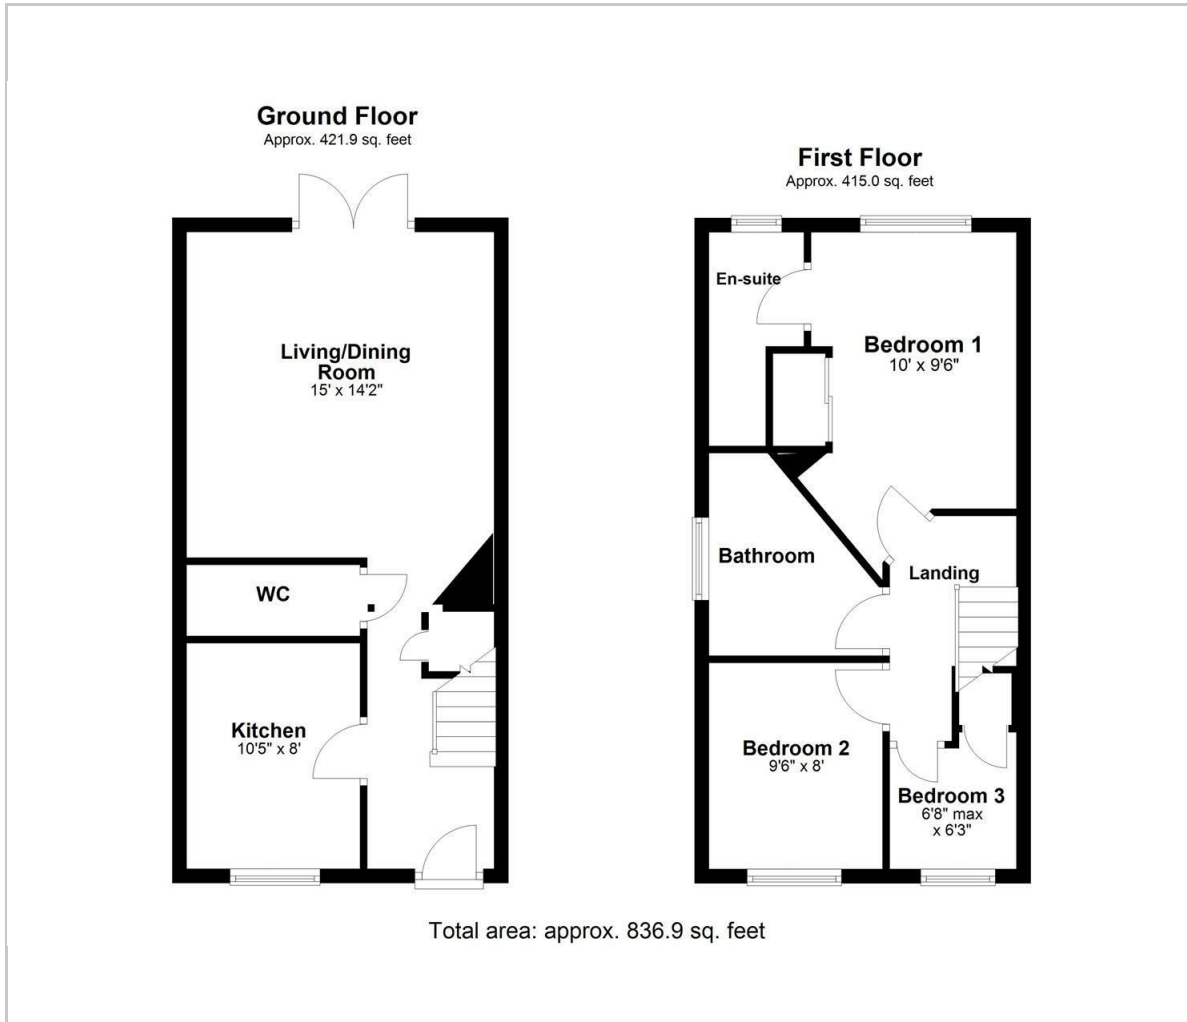 Ground Floor
Approx. 421.9 sq. feet
Living/Dining
Room
15' x 14'2"
WC
Kitchen
10'5" x 8'
First Floor
Approx. 415.0 sq. feet
En-suite
Bedroom 1
10' x 9'6"
Bathroom
Landing
Bedroom 2
9'6" x 8'
Bedroom 3
6'8" max
x 6'3"
Total area: approx. 836.9 sq. feet